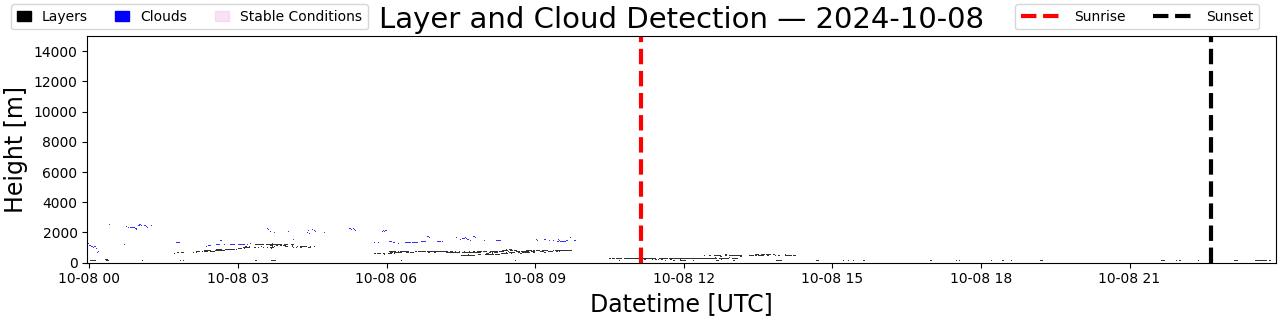 Layers Clouds Stable Conditions
Layer and Cloud Detection — 2024-10-08
Sunrise Sunset
Height [m]
14000
12000
10000
8000
6000
4000
2000
0
10-08 00 10-08 03 10-08 06 10-08 09 10-08 12 10-08 15 10-08 18 10-08 21
Datetime [UTC]